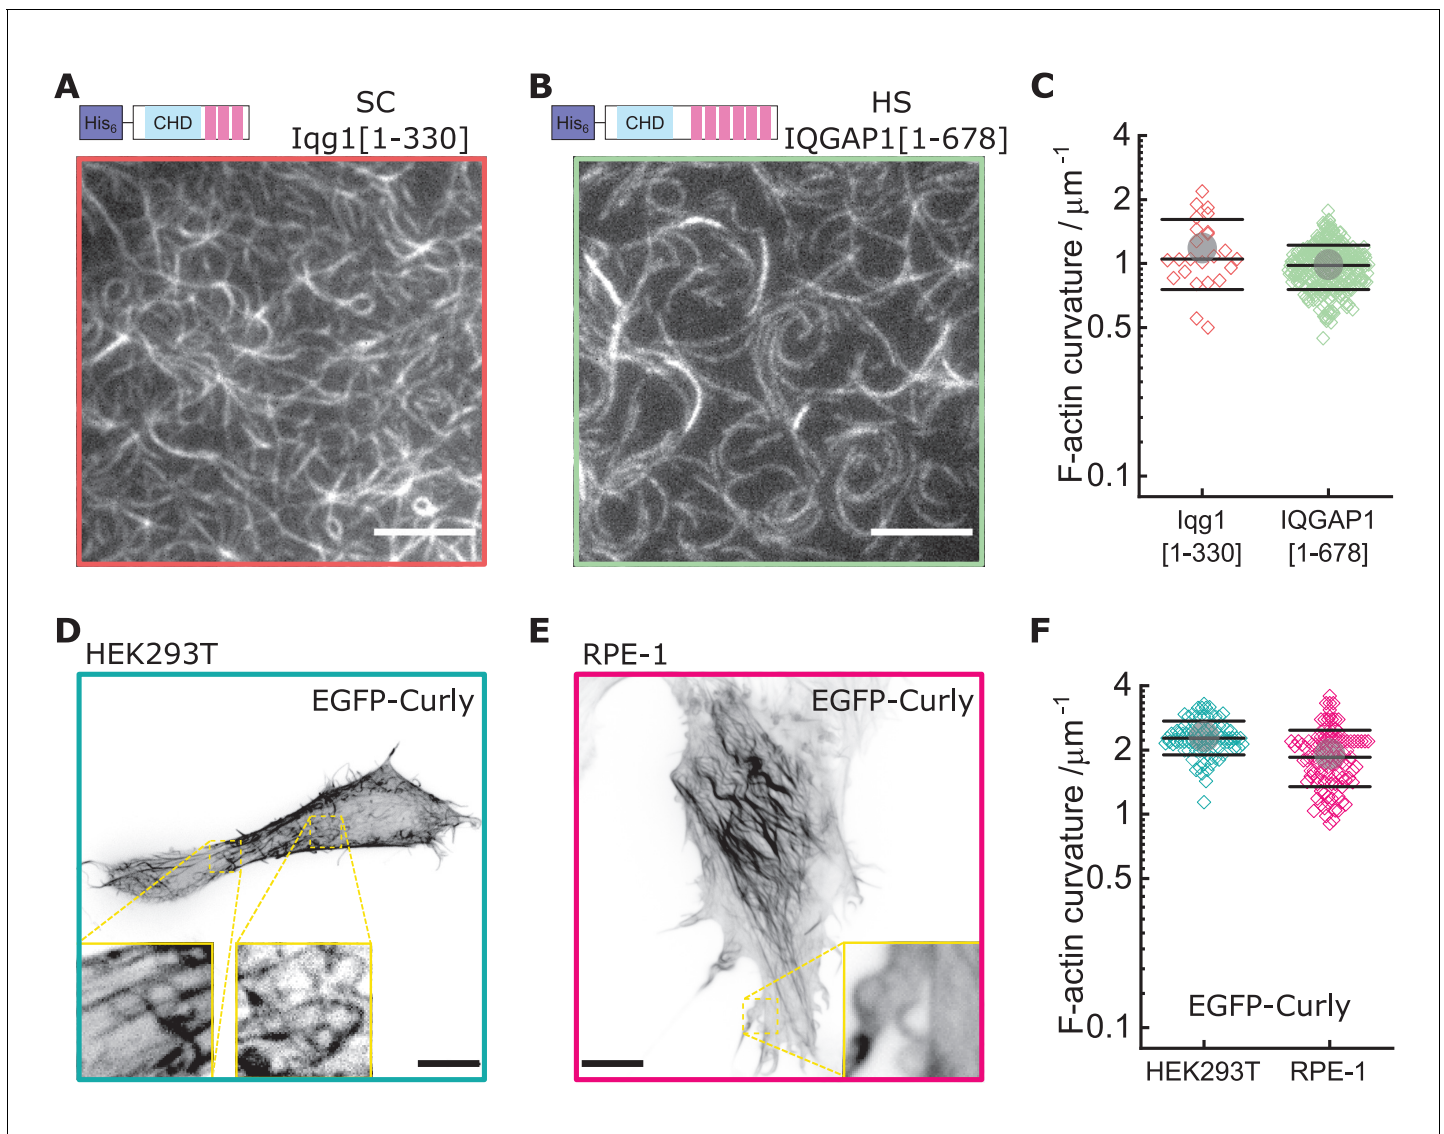 A
His6
CHD
SC
Iqg1[1-330]
B
His6
CHD
HS
IQGAP1[1-678]
C
F-actin curvature / μm⁻¹
4
2
1
0.5
0.1
Iqg1
[1-330]
IQGAP1
[1-678]
D
HEK293T
EGFP-Curly
E
RPE-1
EGFP-Curly
F
F-actin curvature /μm⁻¹
4
2
1
0.5
0.1
EGFP-Curly
HEK293T
RPE-1